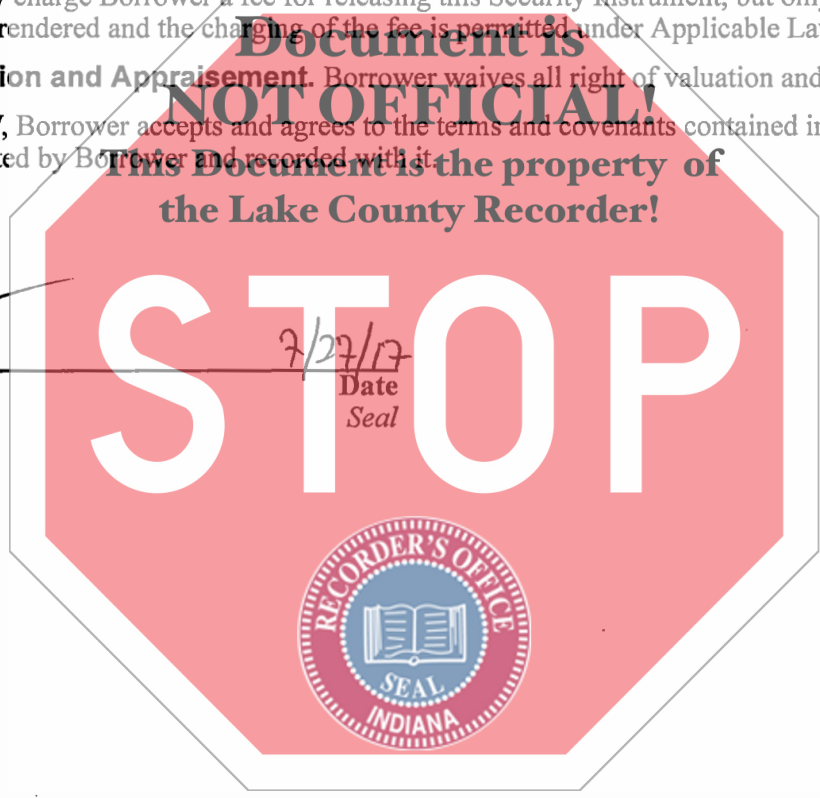 charge Borrower a fee for releasing this Security Instrument, but only
rendered and the charging of the fee is permitted under Applicable La
Document is
ion and Appraisement. Borrower waives all right of valuation and
NOT OFFICIAL!
, Borrower accepts and agrees to the terms and covenants contained in
ed by Borrower and recorded with it.
This Document is the property of
the Lake County Recorder!
STOP
7/27/17
Date
Seal
RECORDER'S OFFICE
SEAL
INDIANA